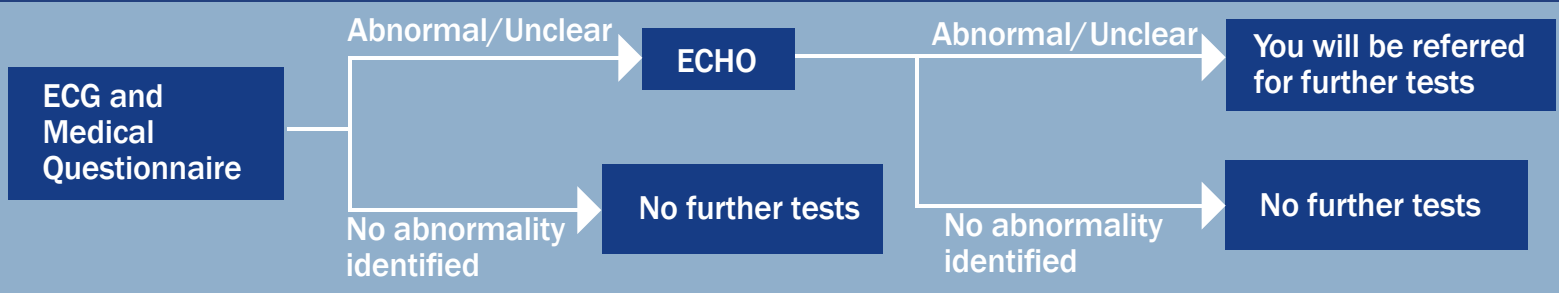 ECG and
Medical
Questionnaire
Abnormal/Unclear
ECHO
No abnormality
identified
No further tests
Abnormal/Unclear
You will be referred
for further tests
No abnormality
identified
No further tests